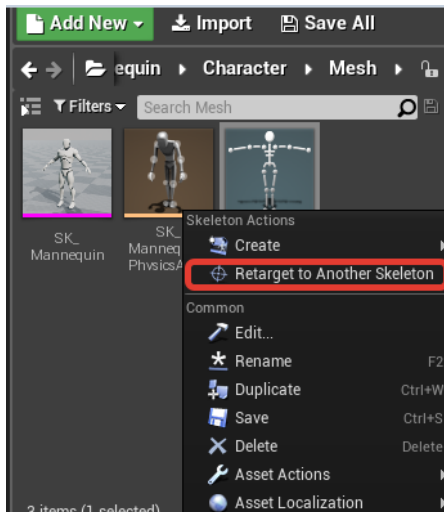 Add New Import Save All
equin Character Mesh
Filters Search Mesh
SK_
Mannequin
SK_
Manneq
PhysicsA
Skeleton Actions
Create
Retarget to Another Skeleton
Common
Edit...
Rename F2
Duplicate Ctrl+W
Save Ctrl+S
Delete Delete
Asset Actions
Asset Localization
3 items (1 selected)